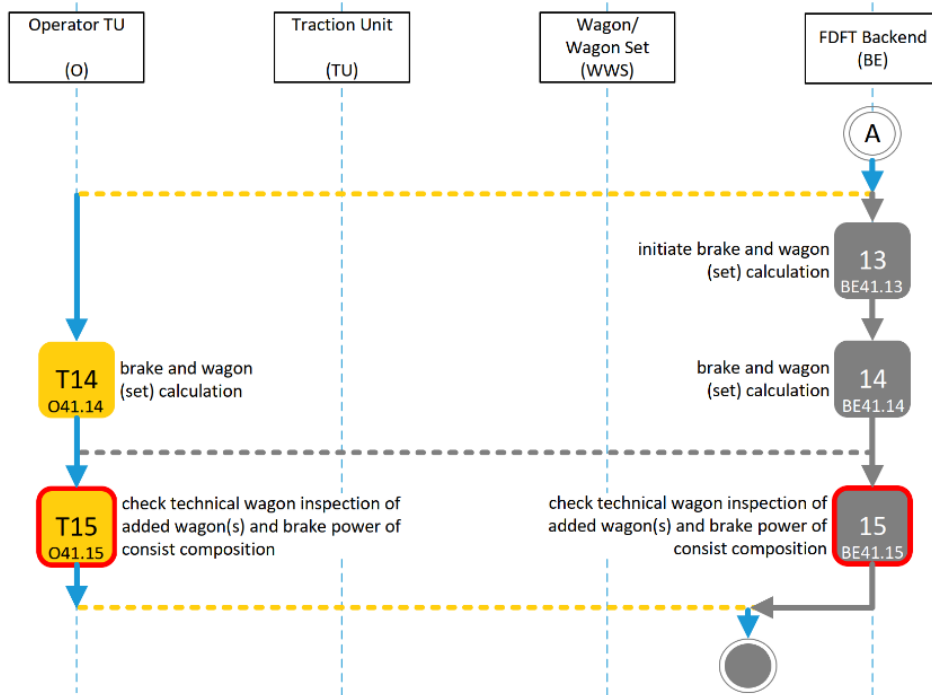 Operator TU
(O)
Traction Unit
(TU)
Wagon/
Wagon Set
(WWS)
FDFT Backend
(BE)
A
initiate brake and wagon
(set) calculation
13
BE41.13
T14
O41.14
brake and wagon
(set) calculation
brake and wagon
(set) calculation
14
BE41.14
T15
O41.15
check technical wagon inspection of
added wagon(s) and brake power of
consist composition
check technical wagon inspection of
added wagon(s) and brake power of
consist composition
15
BE41.15